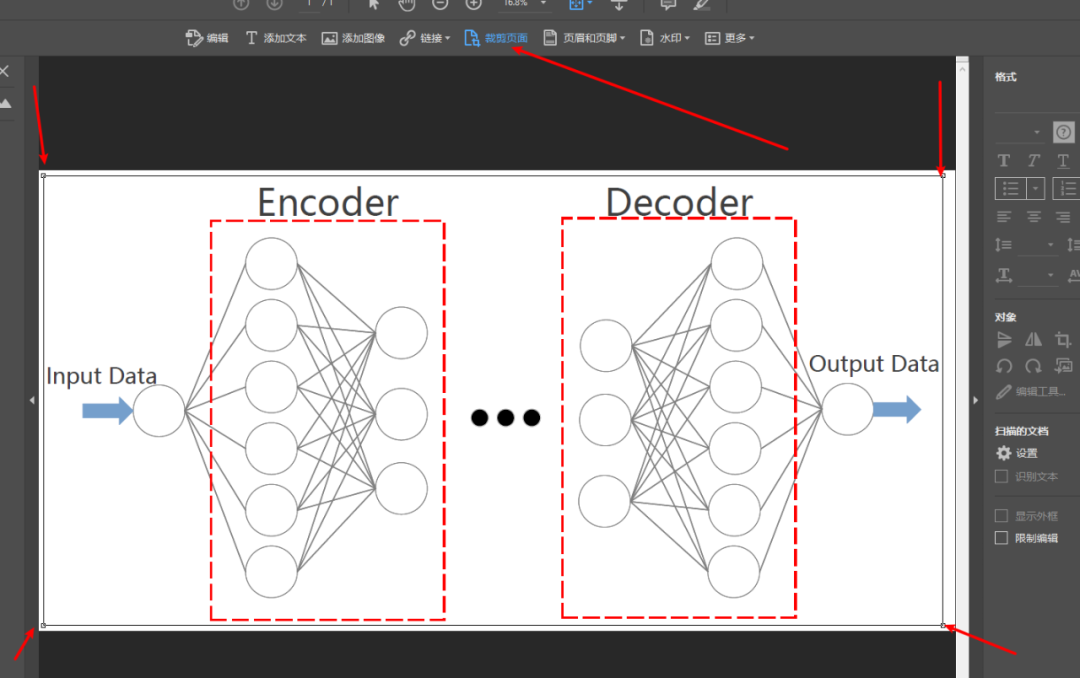 1 / 1
16.8%
编辑 添加文本 添加图像 链接 裁剪页面 页眉和页脚 水印 更多
格式
Encoder
Decoder
Input Data
Output Data
对象
编辑工具...
扫描的文档
设置
识别文本
显示外框
限制编辑